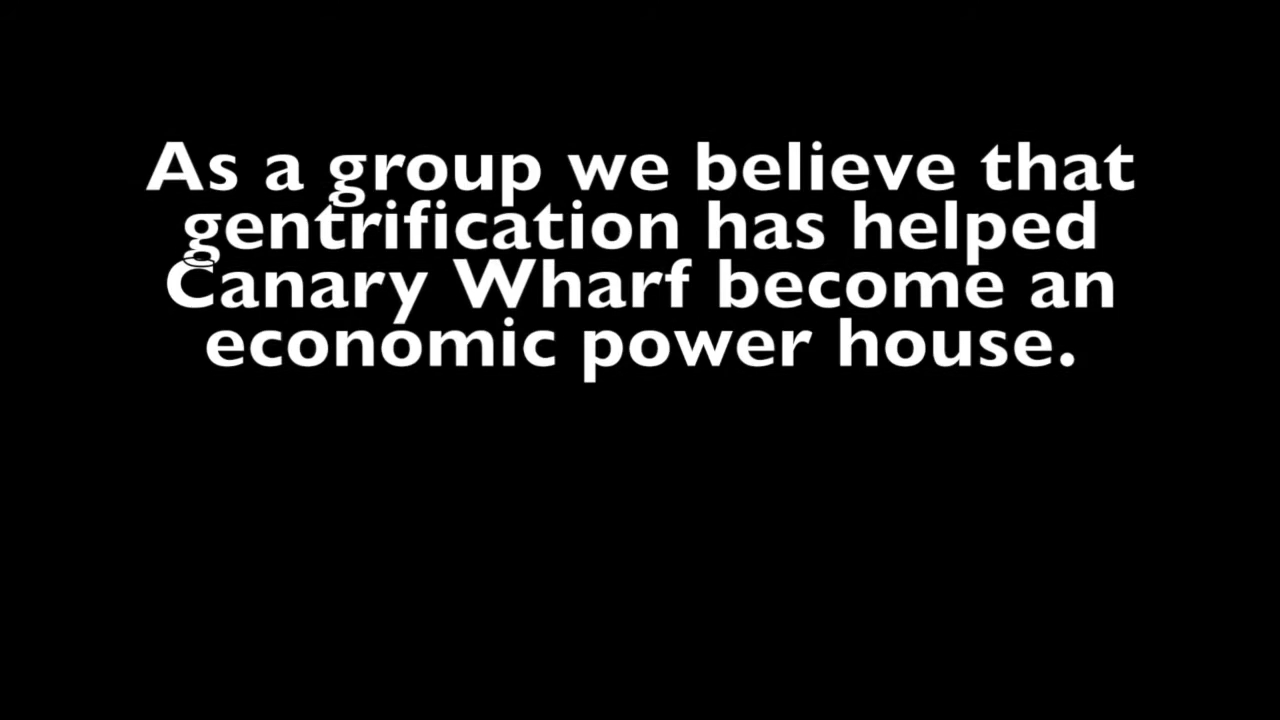 As a group we believe that
gentrification has helped
Canary Wharf become an
economic power house.